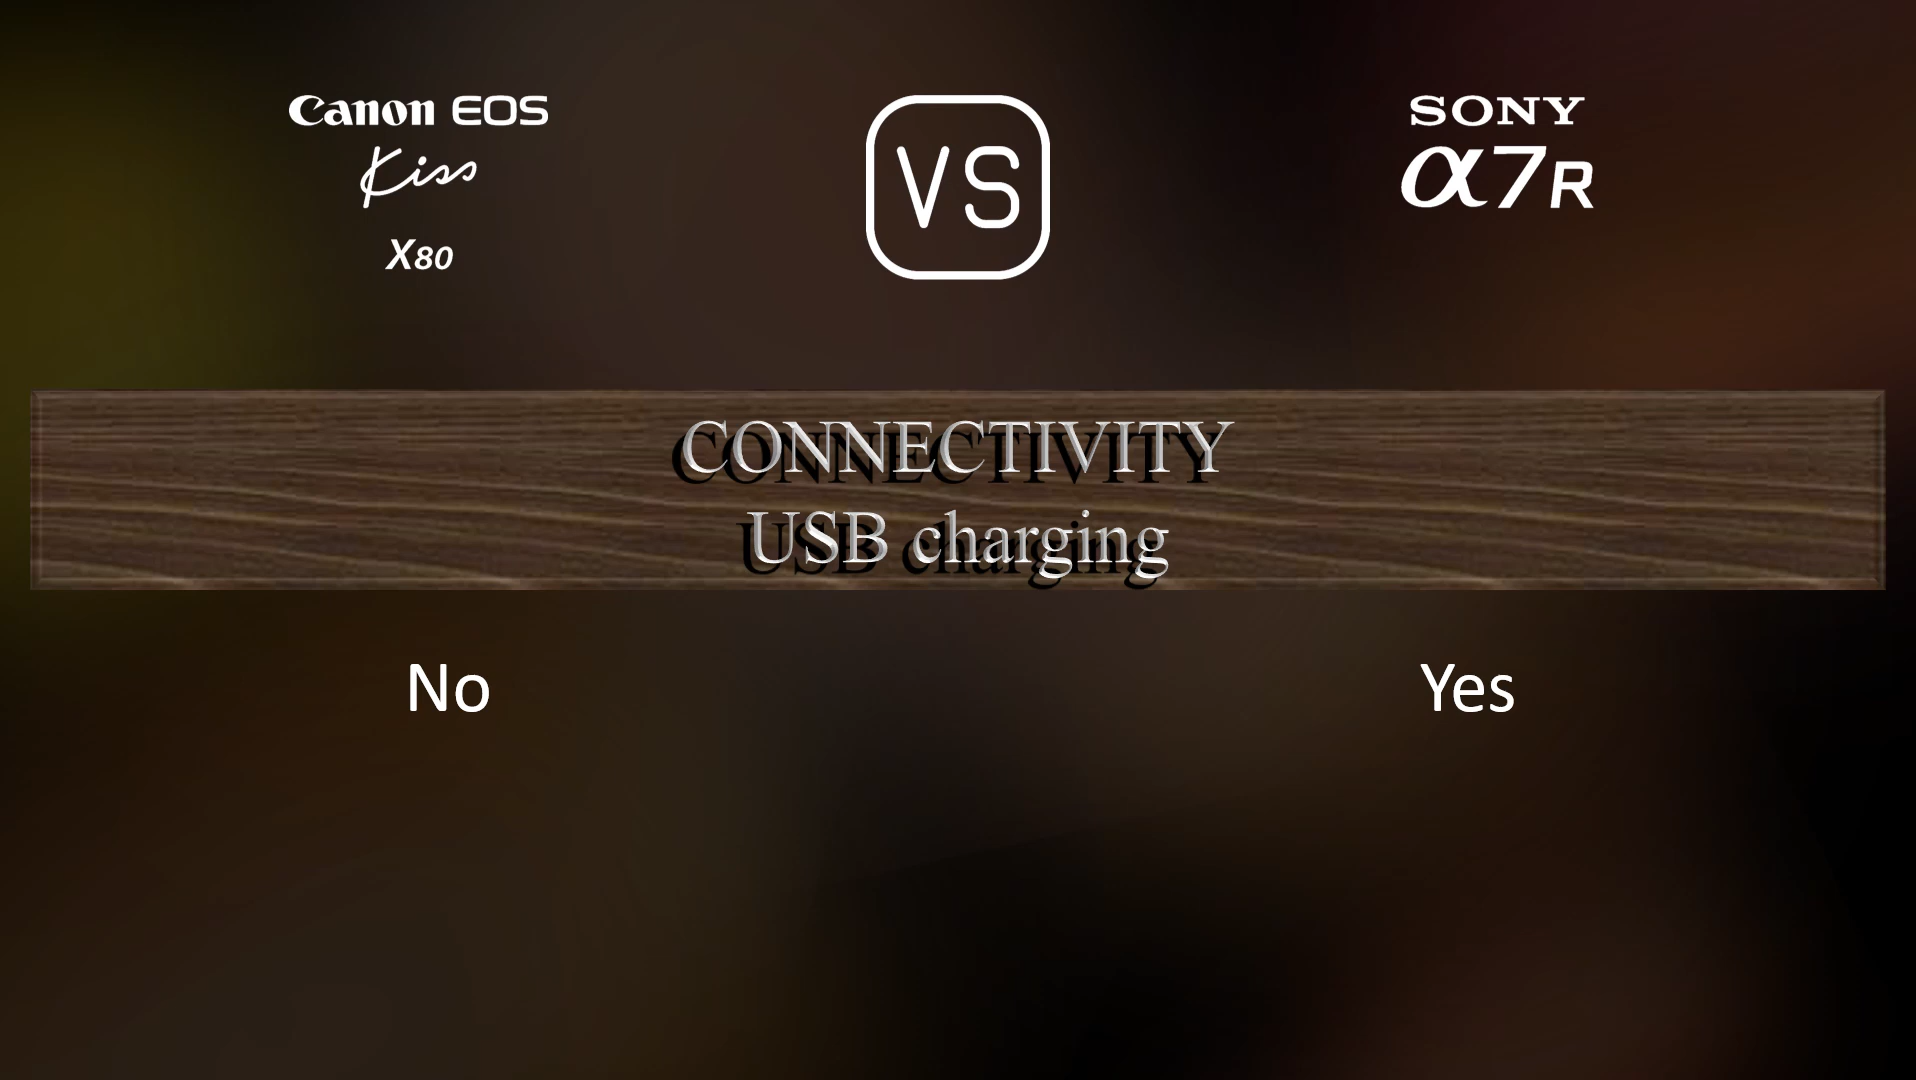 Canon EOS
Kiss
X80
VS
SONY
α7R
CONNECTIVITY
USB charging
No
Yes